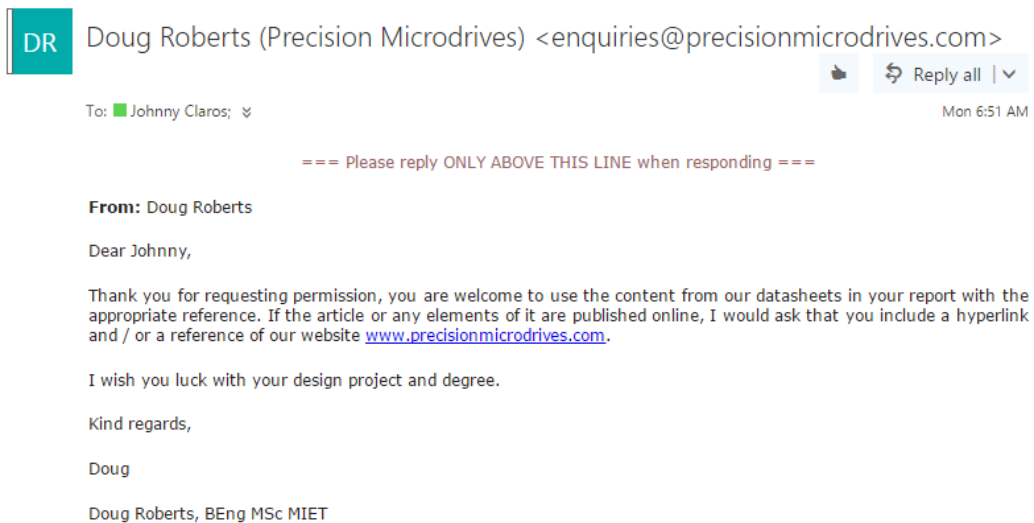 DR
Doug Roberts (Precision Microdrives) <enquiries@precisionmicrodrives.com>
Reply all
To: Johnny Claros;
Mon 6:51 AM
=== Please reply ONLY ABOVE THIS LINE when responding ===
From: Doug Roberts
Dear Johnny,
Thank you for requesting permission, you are welcome to use the content from our datasheets in your report with the
appropriate reference. If the article or any elements of it are published online, I would ask that you include a hyperlink
and / or a reference of our website www.precisionmicrodrives.com.
I wish you luck with your design project and degree.
Kind regards,
Doug
Doug Roberts, BEng MSc MIET